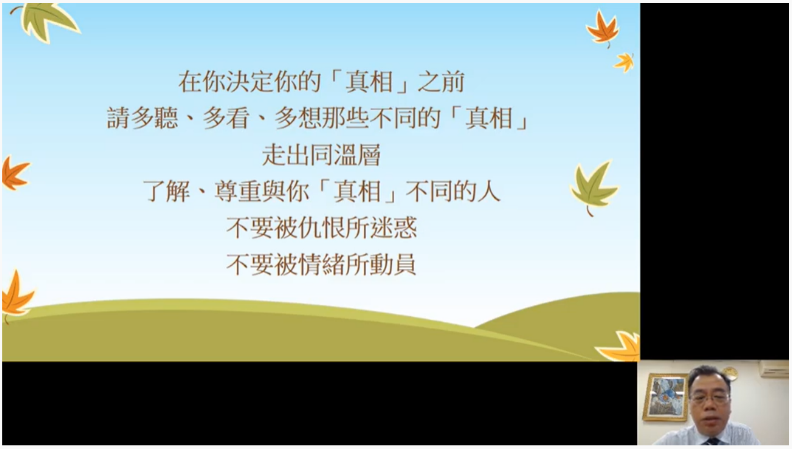 在你決定你的「真相」之前
請多聽、多看、多想那些不同的「真相」
走出同溫層
了解、尊重與你「真相」不同的人
不要被仇恨所迷惑
不要被情緒所動員